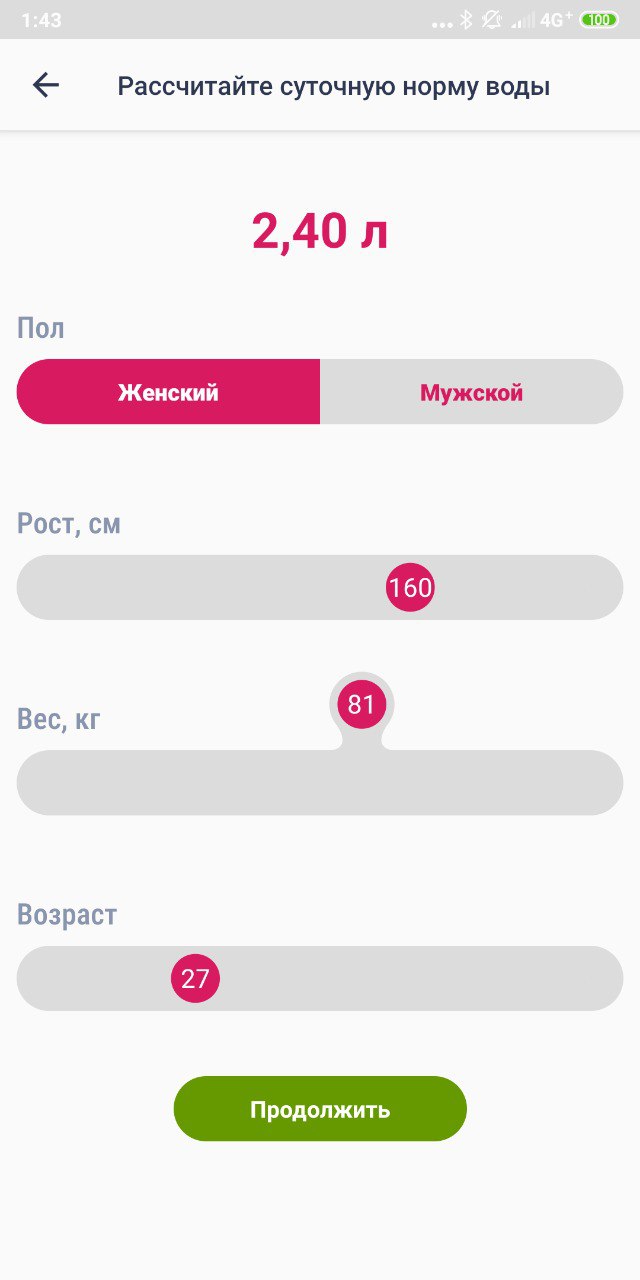 1:43 4G+ 100
Рассчитайте суточную норму воды
2,40 л
Пол
Женский Мужской
Рост, см
160
81
Вес, кг
Возраст
27
Продолжить